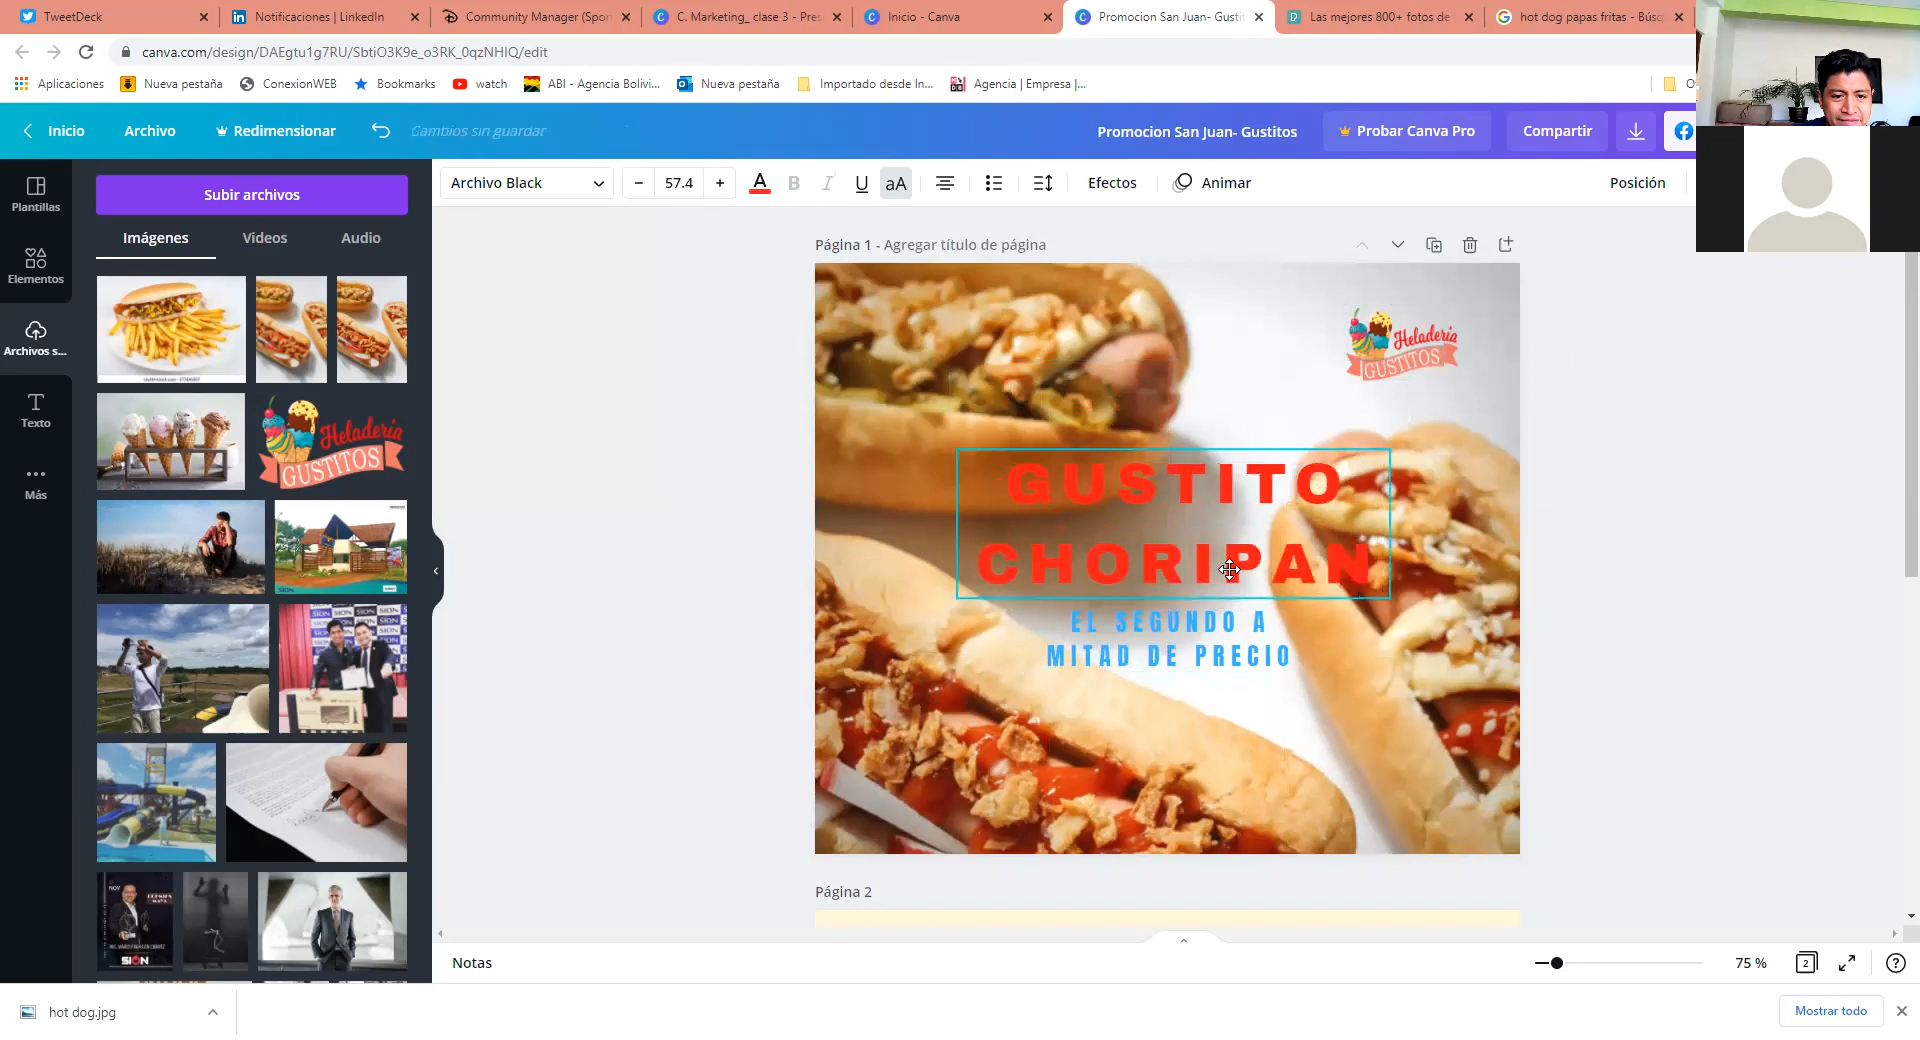 TweetDeck
Notificaciones | LinkedIn
Community Manager (Spon
C. Marketing_ clase 3 - Pres
Inicio - Canva
Promocion San Juan- Gustit
Las mejores 800+ fotos de
hot dog papas fritas - Búsq
canva.com/design/DAEgtu1g7RU/SbtiO3K9e_o3RK_0qzNHIQ/edit
Aplicaciones
Nueva pestaña
ConexionWEB
Bookmarks
watch
ABI - Agencia Bolivi...
Nueva pestaña
Importado desde In...
Agencia | Empresa |...
Inicio
Archivo
Redimensionar
Cambios sin guardar
Promocion San Juan- Gustitos
Probar Canva Pro
Compartir
Plantillas
Elementos
Archivos s...
Texto
Más
Subir archivos
Imágenes
Videos
Audio
Heladería
GUSTITOS
SION
Archivo Black
57.4
A
B
I
U
aA
Efectos
Animar
Posición
Página 1 - Agregar título de página
Heladería
GUSTITOS
GUSTITO
CHORIPAN
EL SEGUNDO A
MITAD DE PRECIO
Página 2
Notas
75 %
2
hot dog.jpg
Mostrar todo